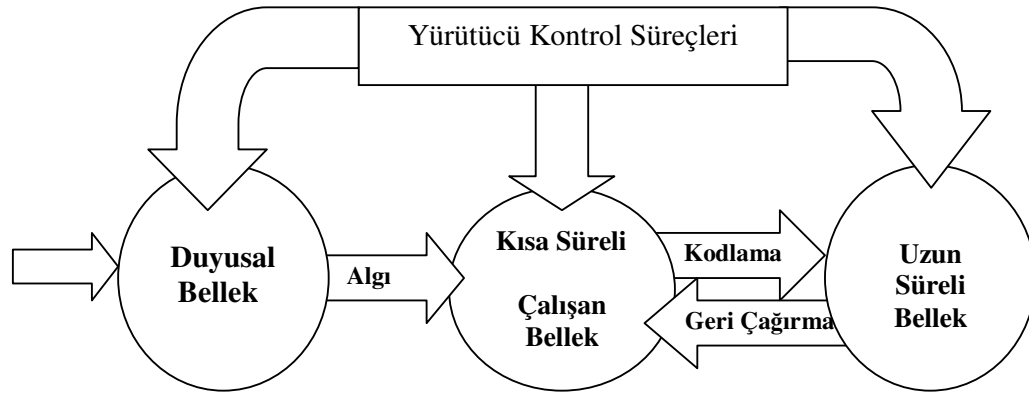 Yürütücü Kontrol Süreçleri
Duyusal
Bellek
Algı
Kısa Süreli
Çalışan
Bellek
Kodlama
Geri Çağırma
Uzun
Süreli
Bellek